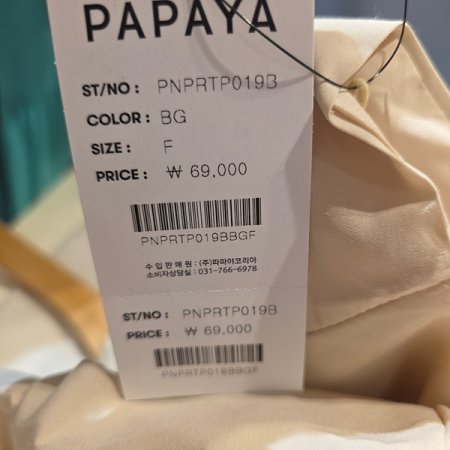 PAPAYA
ST/NO : PNPRTP019B
COLOR : BG
SIZE : F
PRICE : ₩ 69,000
PNPRTP019BBGF
수 입 판 매 원 : (주)파파야코리아
소비자상담실 : 031-766-6978
ST/NO : PNPRTP019B
PRICE : ₩ 69,000
PNPRTP019BBGF